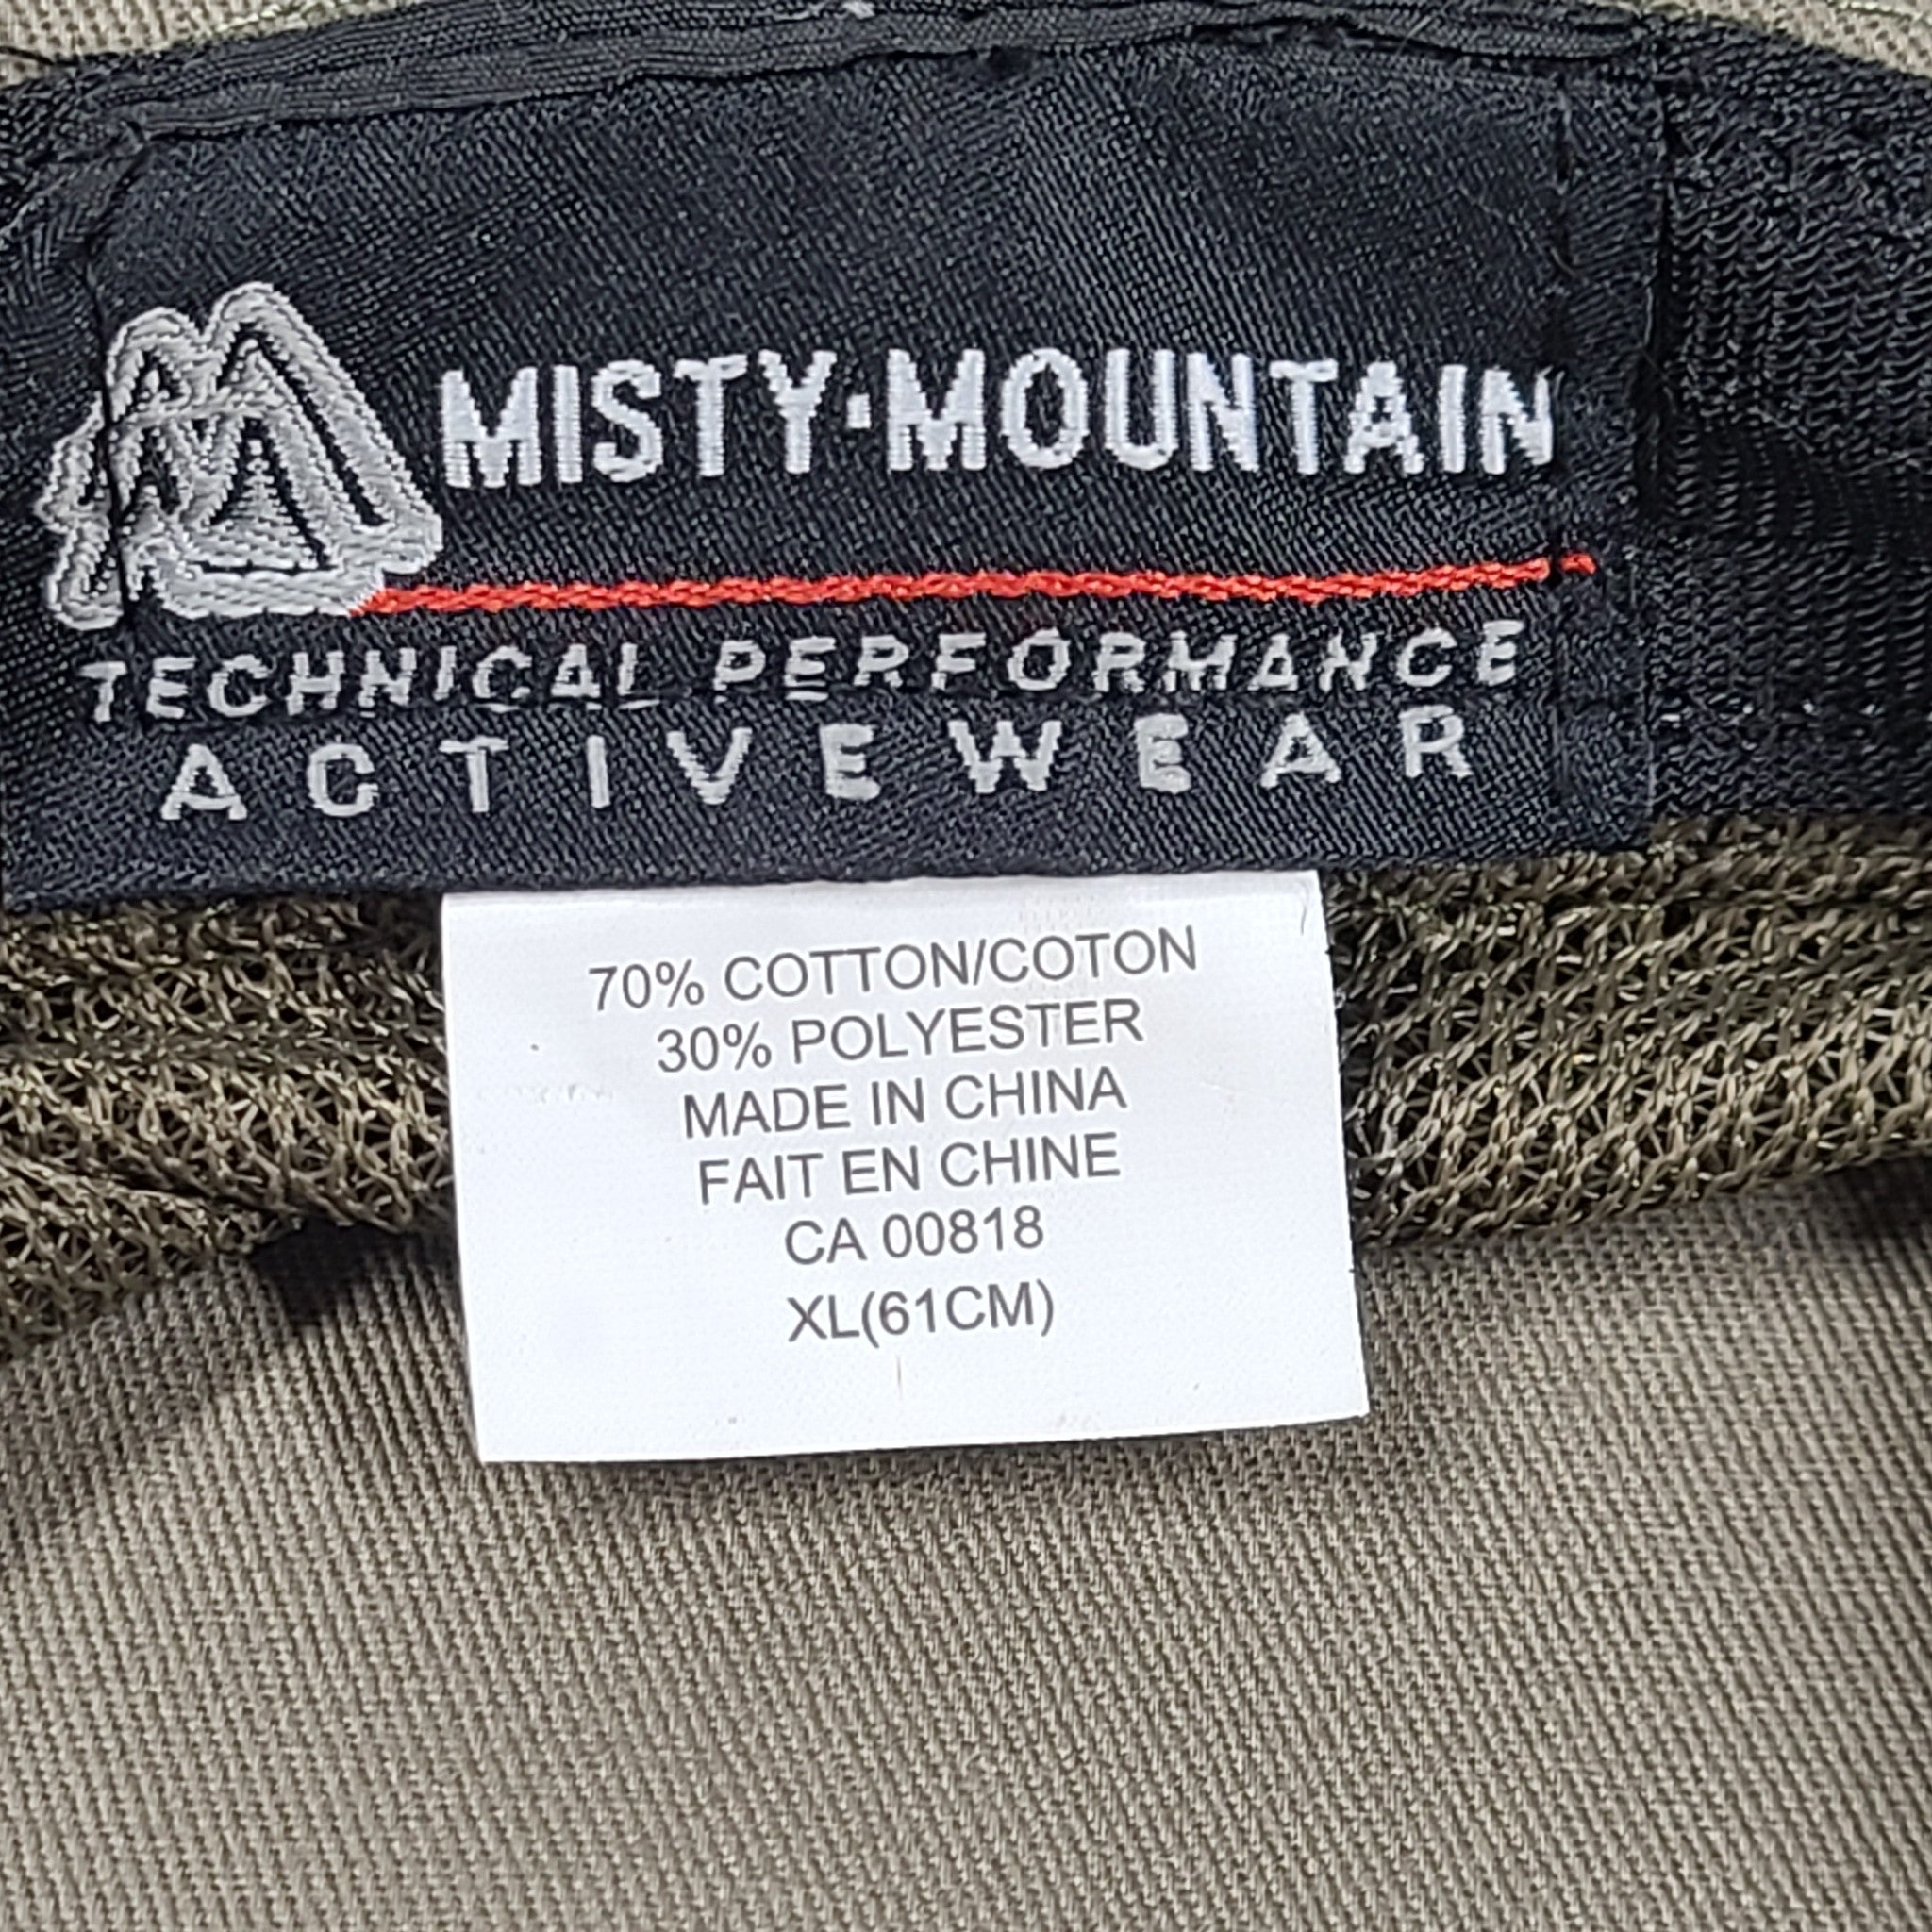 MISTY·MOUNTAIN
TECHNICAL PERFORMANCE
ACTIVEWEAR
70% COTTON/COTON
30% POLYESTER
MADE IN CHINA
FAIT EN CHINE
CA 00818
XL(61CM)